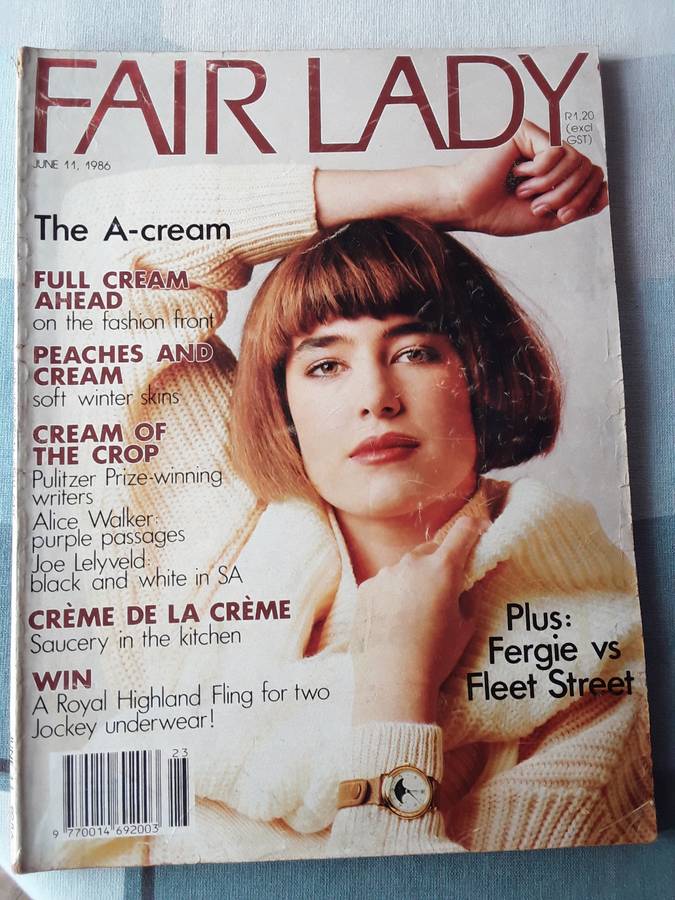 FAIR LADY
R1.20
(excl
GST)
JUNE 11, 1986
The A-cream
FULL CREAM
AHEAD
on the fashion front
PEACHES AND
CREAM
soft winter skins
CREAM OF
THE CROP
Pulitzer Prize-winning
writers
Alice Walker:
purple passages
Joe Lelyveld:
black and white in SA
CRÈME DE LA CRÈME
Saucery in the kitchen
WIN
A Royal Highland Fling for two
Jockey underwear!
Plus:
Fergie vs
Fleet Street
23
9 770014 692003